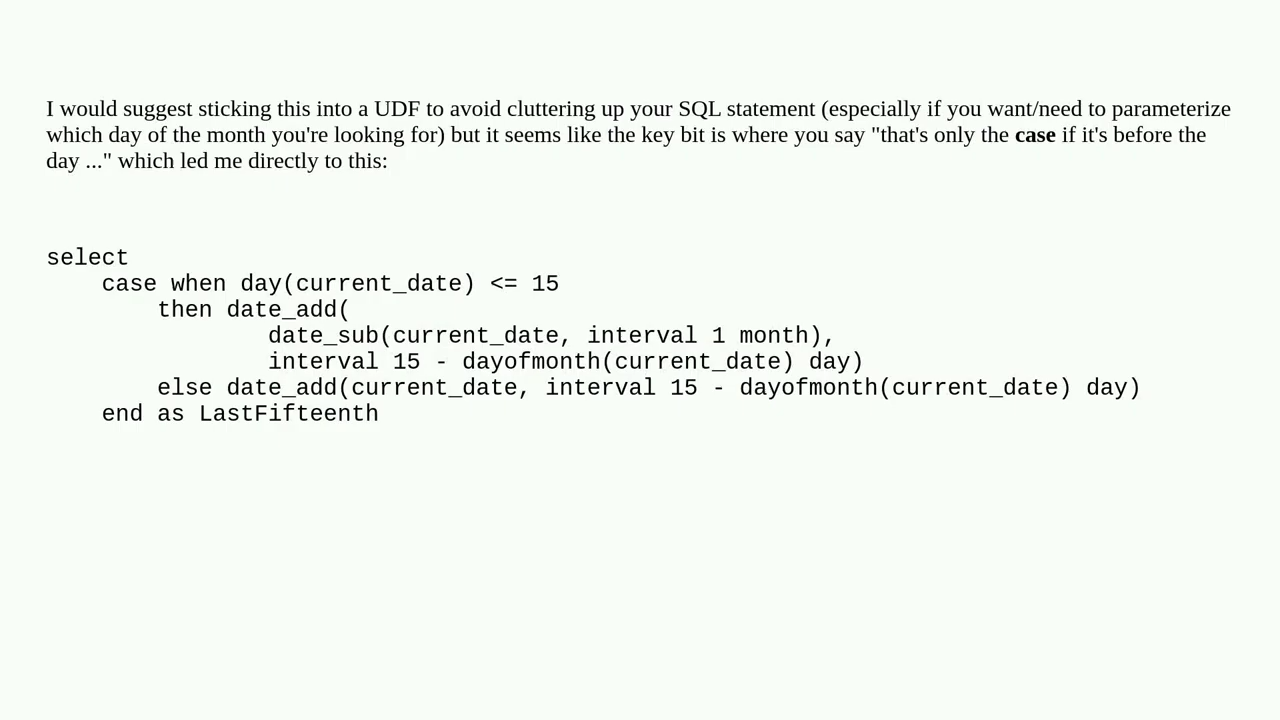 I would suggest sticking this into a UDF to avoid cluttering up your SQL statement (especially if you want/need to parameterize
which day of the month you're looking for) but it seems like the key bit is where you say "that's only the case if it's before the
day ..." which led me directly to this:
select
    case when day(current_date) <= 15
        then date_add(
                date_sub(current_date, interval 1 month),
                interval 15 - dayofmonth(current_date) day)
        else date_add(current_date, interval 15 - dayofmonth(current_date) day)
    end as LastFifteenth